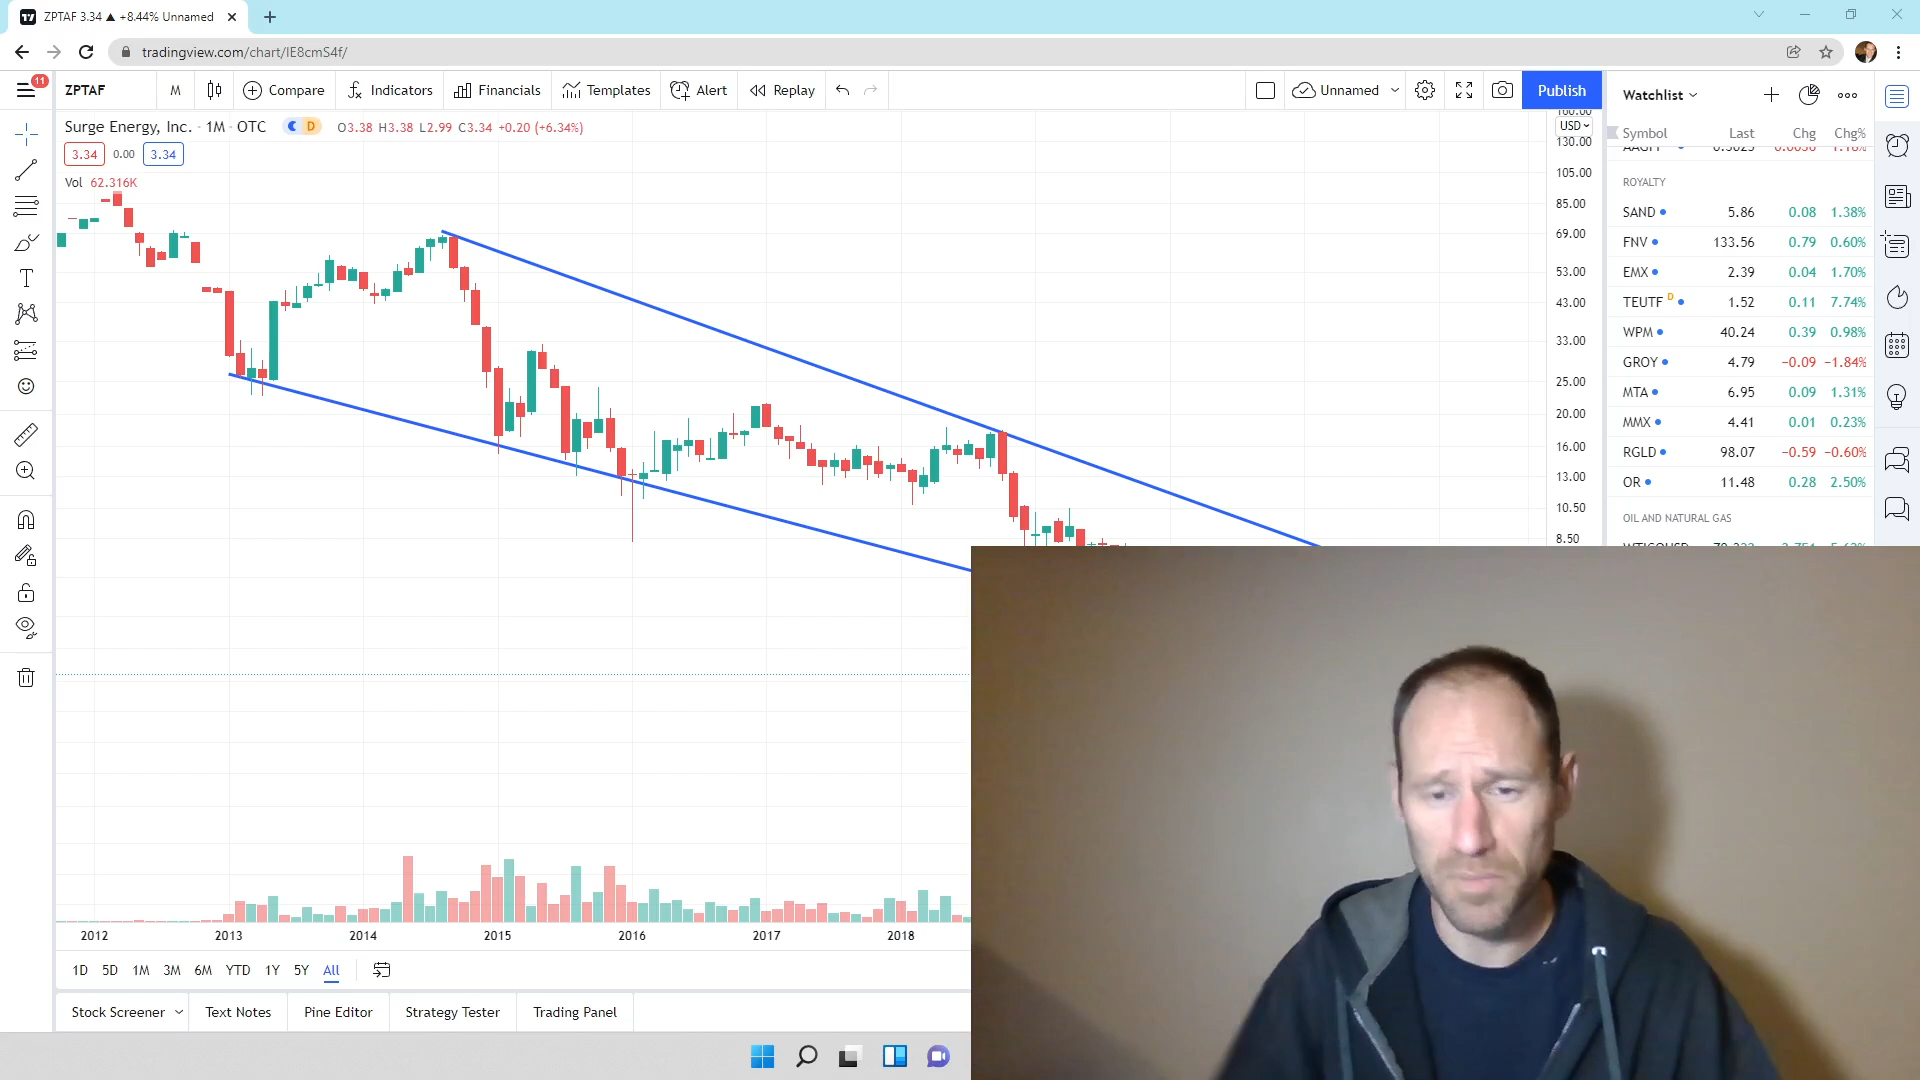 ZPTAF 3.34 ▲ +8.44% Unnamed
tradingview.com/chart/IE8cmS4f/
11
ZPTAF M Compare Indicators Financials Templates Alert Replay Unnamed Publish
Surge Energy, Inc. · 1M · OTC D O3.38 H3.38 L2.99 C3.34 +0.20 (+6.34%)
3.34 0.00 3.34
Vol 62.316K
USD
130.00
105.00
85.00
69.00
53.00
43.00
33.00
25.00
20.00
16.00
13.00
10.50
8.50
2012 2013 2014 2015 2016 2017 2018
1D 5D 1M 3M 6M YTD 1Y 5Y All
Stock Screener Text Notes Pine Editor Strategy Tester Trading Panel
Watchlist
Symbol Last Chg Chg%
ROYALTY
SAND 5.86 0.08 1.38%
FNV 133.56 0.79 0.60%
EMX 2.39 0.04 1.70%
TEUTF D 1.52 0.11 7.74%
WPM 40.24 0.39 0.98%
GROY 4.79 −0.09 −1.84%
MTA 6.95 0.09 1.31%
MMX 4.41 0.01 0.23%
RGLD 98.07 −0.59 −0.60%
OR 11.48 0.28 2.50%
OIL AND NATURAL GAS